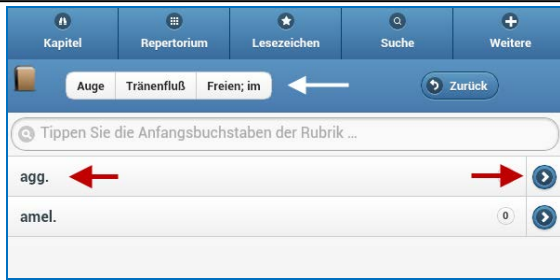 Kapitel Repertorium Lesezeichen Suche Weitere
Auge Tränenfluß Freien; im Zurück
Tippen Sie die Anfangsbuchstaben der Rubrik ...
agg.
amel. 0